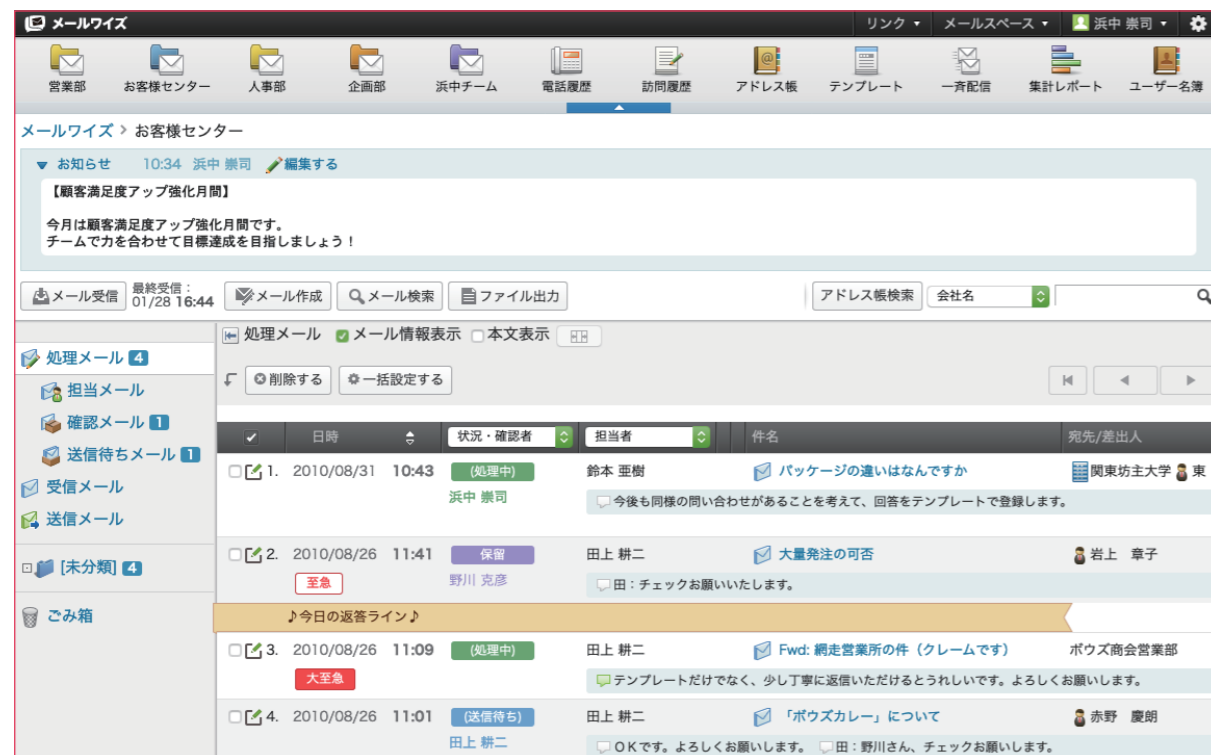 メールワイズ リンク ▼ メールスペース ▼ 浜中 崇司 ▼
営業部 お客様センター 人事部 企画部 浜中チーム 電話履歴 訪問履歴 アドレス帳 テンプレート 一斉配信 集計レポート ユーザー名簿
メールワイズ > お客様センター
▼ お知らせ 10:34 浜中 崇司 編集する
【顧客満足度アップ強化月間】
今月は顧客満足度アップ強化月間です。
チームで力を合わせて目標達成を目指しましょう！
メール受信 最終受信： メール作成 メール検索 ファイル出力 アドレス帳検索 会社名
01/28 16:44
処理メール メール情報表示 本文表示
処理メール 4
削除する 一括設定する
担当メール
確認メール 1
送信待ちメール 1
受信メール
送信メール
[未分類] 4
ごみ箱
日時 状況・確認者 担当者 件名 宛先/差出人
1. 2010/08/31 10:43 (処理中) 鈴本 亜樹 パッケージの違いはなんですか 関東坊主大学 東
浜中 崇司 今後も同様の問い合わせがあることを考えて、回答をテンプレートで登録します。
2. 2010/08/26 11:41 保留 田上 耕二 大量発注の可否 岩上 章子
至急 野川 克彦 田：チェックお願いいたします。
♪今日の返答ライン♪
3. 2010/08/26 11:09 (処理中) 田上 耕二 Fwd: 網走営業所の件（クレームです） ボウズ商会営業部
大至急 テンプレートだけでなく、少し丁寧に返信いただけるとうれしいです。よろしくお願いします。
4. 2010/08/26 11:01 (送信待ち) 田上 耕二 「ボウズカレー」について 赤野 慶朗
田上 耕二 ＯＫです。よろしくお願いします。 田：野川さん、チェックお願いします。